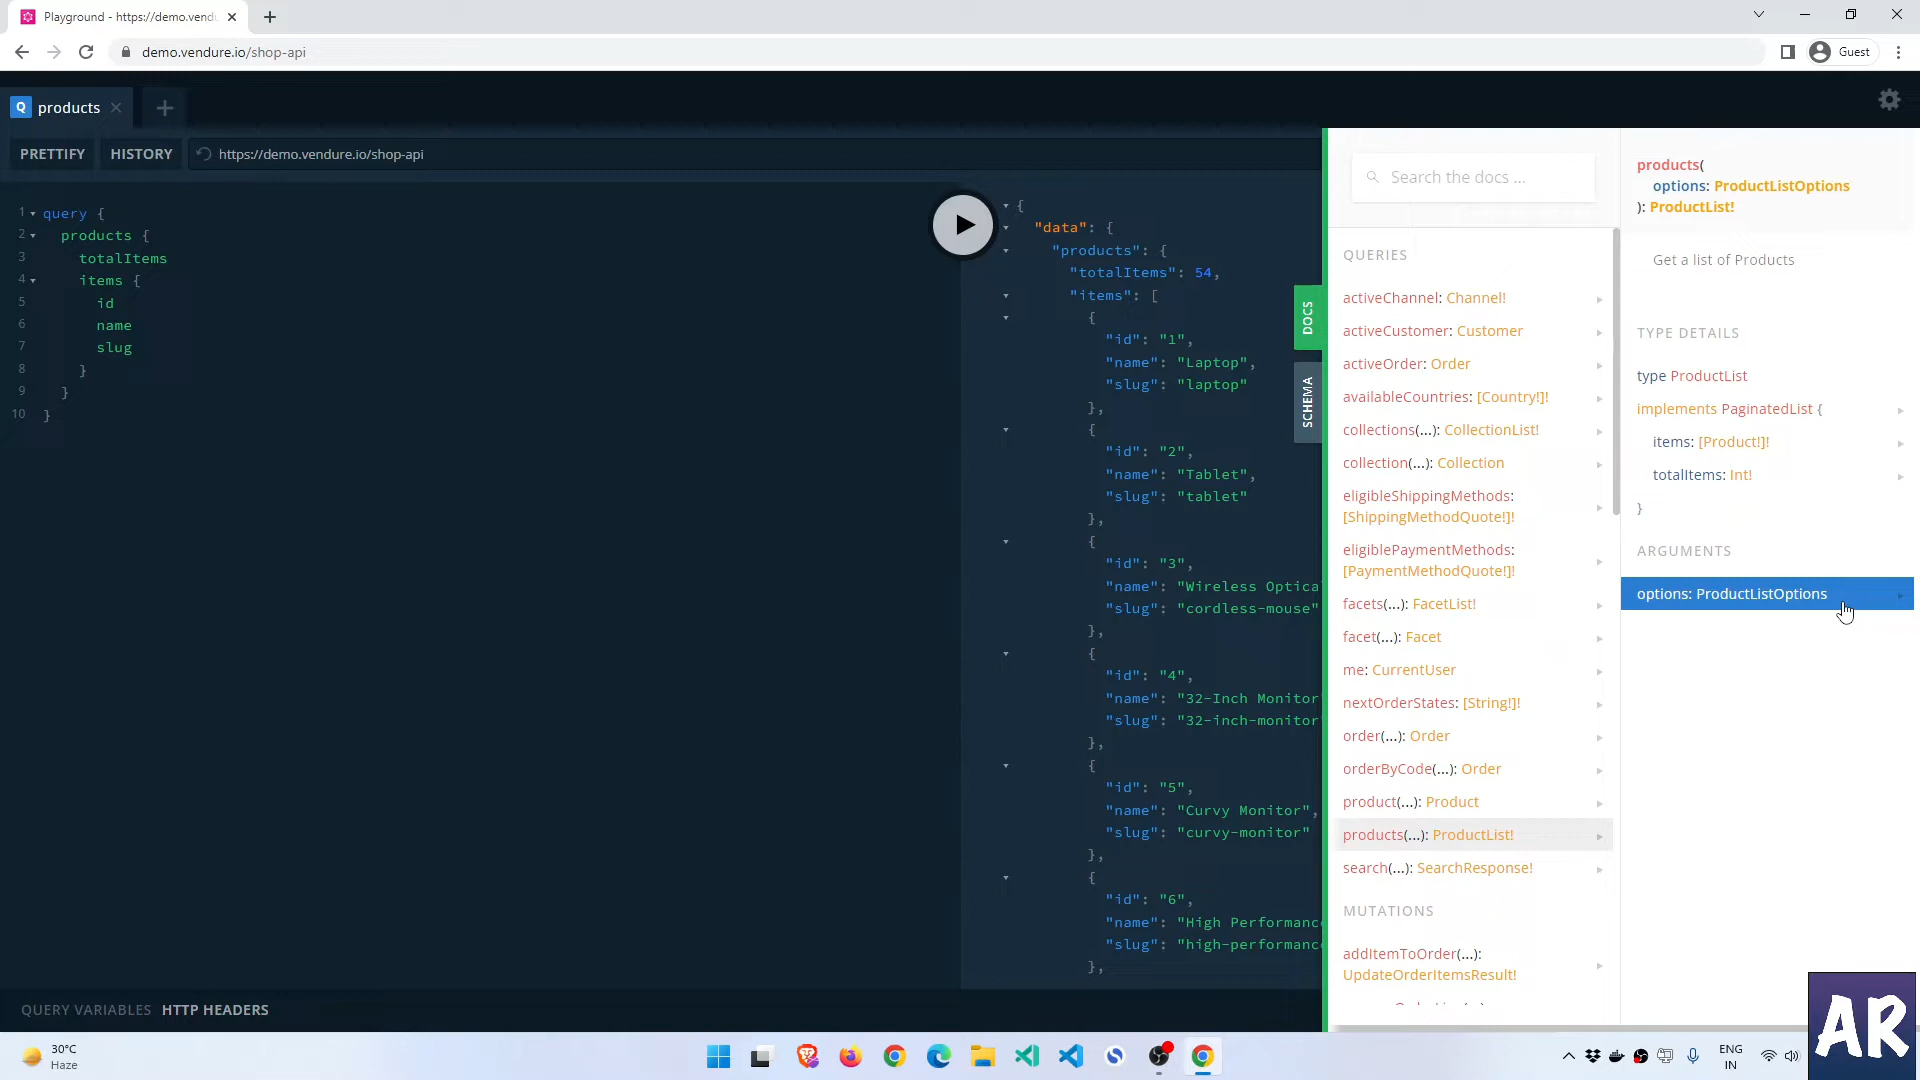 Playground - https://demo.vendu
demo.vendure.io/shop-api
Guest
Q products
PRETTIFY
HISTORY
https://demo.vendure.io/shop-api
1 query {
2 products {
3 totalItems
4 items {
5 id
6 name
7 slug
8 }
9 }
10 }
{
"data": {
"products": {
"totalItems": 54,
"items": [
{
"id": "1",
"name": "Laptop",
"slug": "laptop"
},
{
"id": "2",
"name": "Tablet",
"slug": "tablet"
},
{
"id": "3",
"name": "Wireless Optica
"slug": "cordless-mouse"
},
{
"id": "4",
"name": "32-Inch Monitor
"slug": "32-inch-monitor
},
{
"id": "5",
"name": "Curvy Monitor",
"slug": "curvy-monitor"
},
{
"id": "6",
"name": "High Performanc
"slug": "high-performanc
},
DOCS
SCHEMA
Search the docs ...
QUERIES
activeChannel: Channel!
activeCustomer: Customer
activeOrder: Order
availableCountries: [Country!]!
collections(...): CollectionList!
collection(...): Collection
eligibleShippingMethods:
[ShippingMethodQuote!]!
eligiblePaymentMethods:
[PaymentMethodQuote!]!
facets(...): FacetList!
facet(...): Facet
me: CurrentUser
nextOrderStates: [String!]!
order(...): Order
orderByCode(...): Order
product(...): Product
products(...): ProductList!
search(...): SearchResponse!
MUTATIONS
addItemToOrder(...):
UpdateOrderItemsResult!
products(
options: ProductListOptions
): ProductList!
Get a list of Products
TYPE DETAILS
type ProductList
implements PaginatedList {
items: [Product!]!
totalItems: Int!
}
ARGUMENTS
options: ProductListOptions
QUERY VARIABLES
HTTP HEADERS
30°C
Haze
ENG
IN
AR